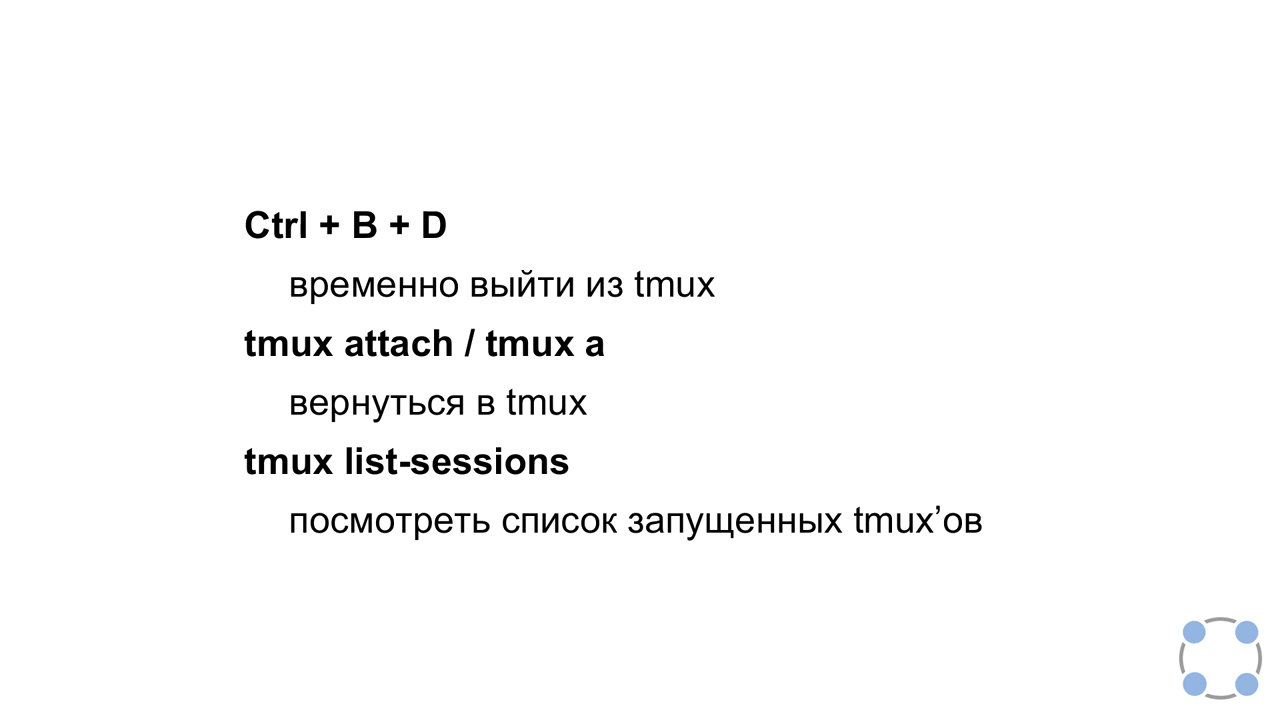 Ctrl + B + D
временно выйти из tmux
tmux attach / tmux a
вернуться в tmux
tmux list-sessions
посмотреть список запущенных tmux’ов